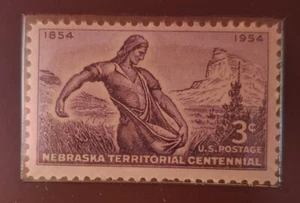 1854 1954
3¢
U.S. POSTAGE
NEBRASKA TERRITORIAL CENTENNIAL